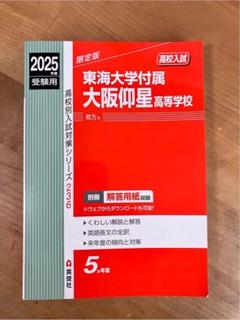 2025年度
受験用
限定版
高校入試
東海大学付属
大阪仰星高等学校
枚方市
高校別入試対策シリーズ236
別冊 解答用紙収録
※ウェブからダウンロードも可能!
▶くわしい解説と解答
▶英語長文の全訳
▶来年度の傾向と対策
5ヵ年分
英俊社